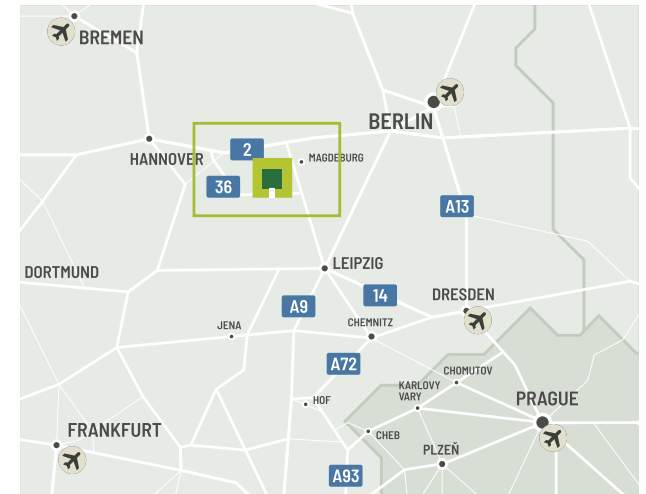 BREMEN
BERLIN
2
HANNOVER
MAGDEBURG
36
A13
LEIPZIG
DORTMUND
14
DRESDEN
A9
JENA
CHEMNITZ
A72
CHOMUTOV
KARLOVY
VARY
PRAGUE
HOF
FRANKFURT
CHEB
PLZEŇ
A93